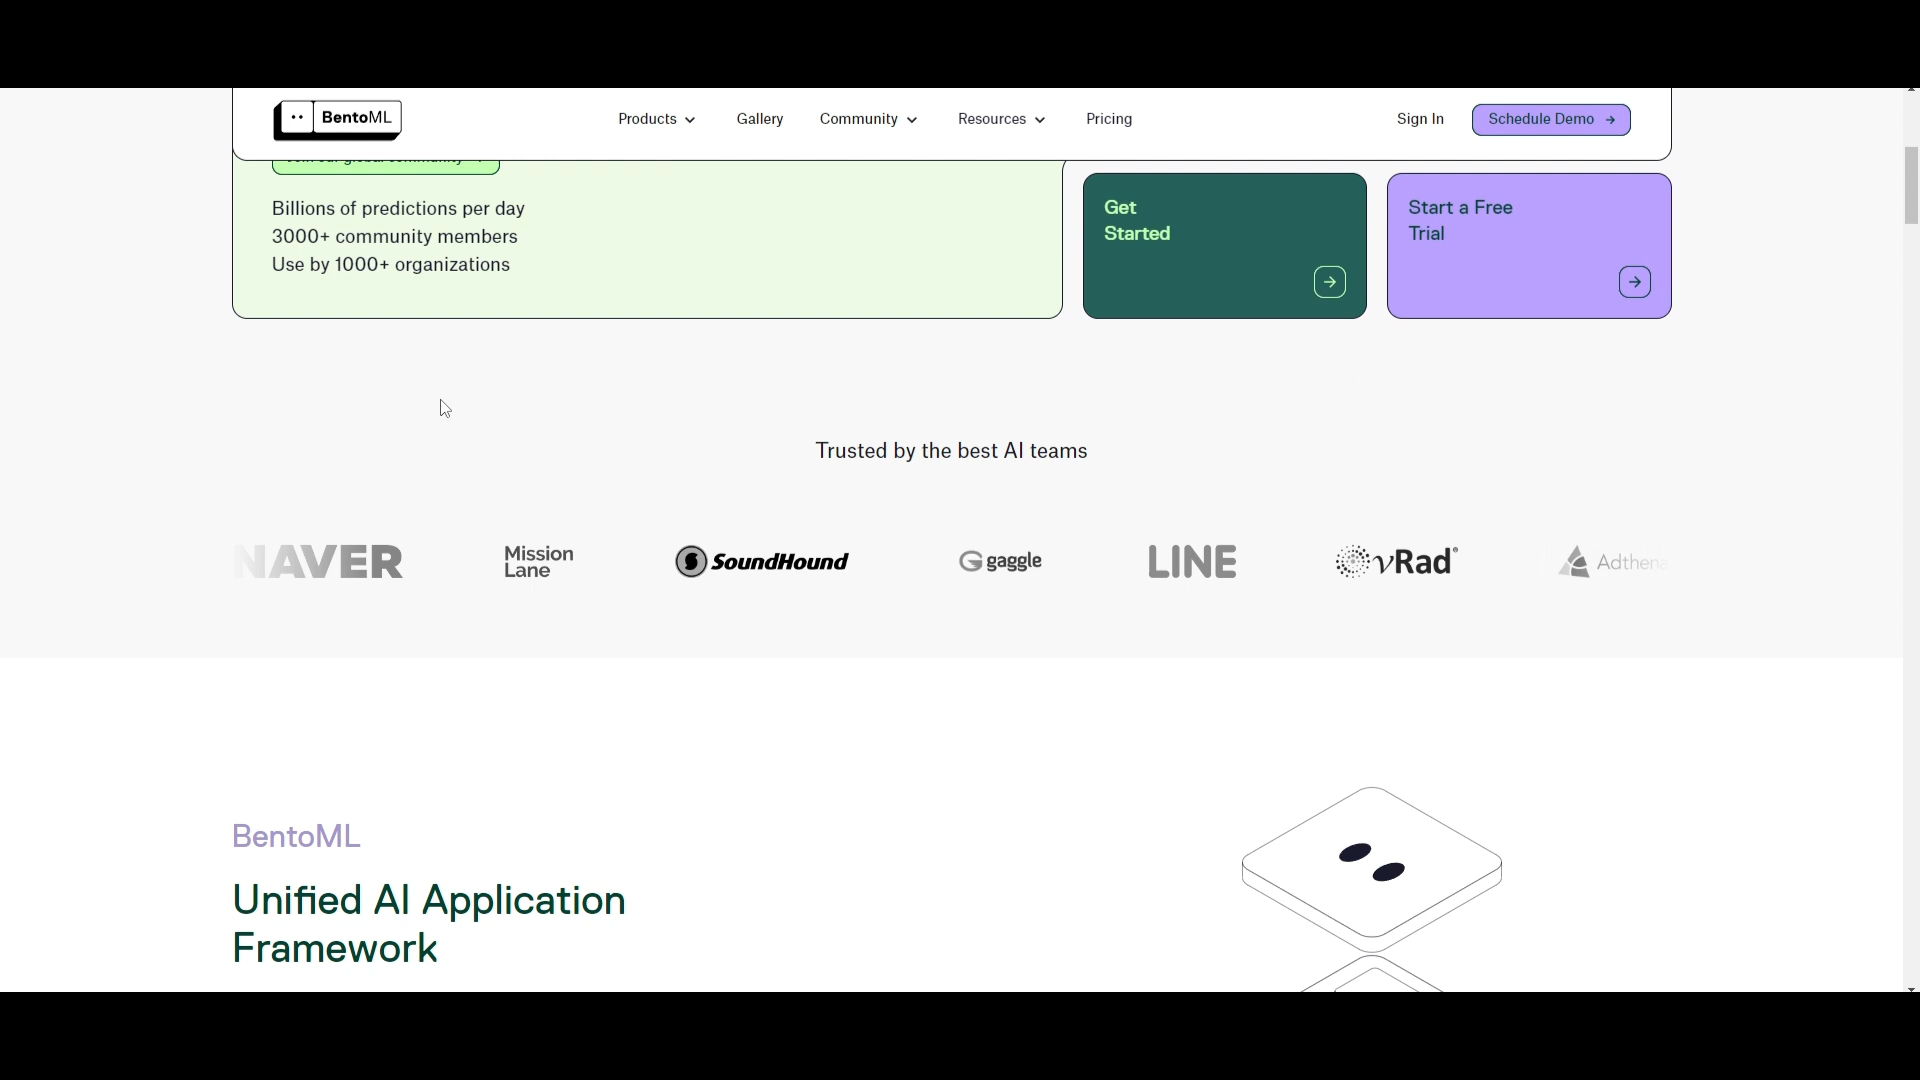 BentoML
Products
Gallery
Community
Resources
Pricing
Sign In
Schedule Demo
Billions of predictions per day
3000+ community members
Use by 1000+ organizations
Get
Started
Start a Free
Trial
Trusted by the best AI teams
NAVER
Mission
Lane
SoundHound
gaggle
LINE
vRad®
Adthena
BentoML
Unified AI Application
Framework